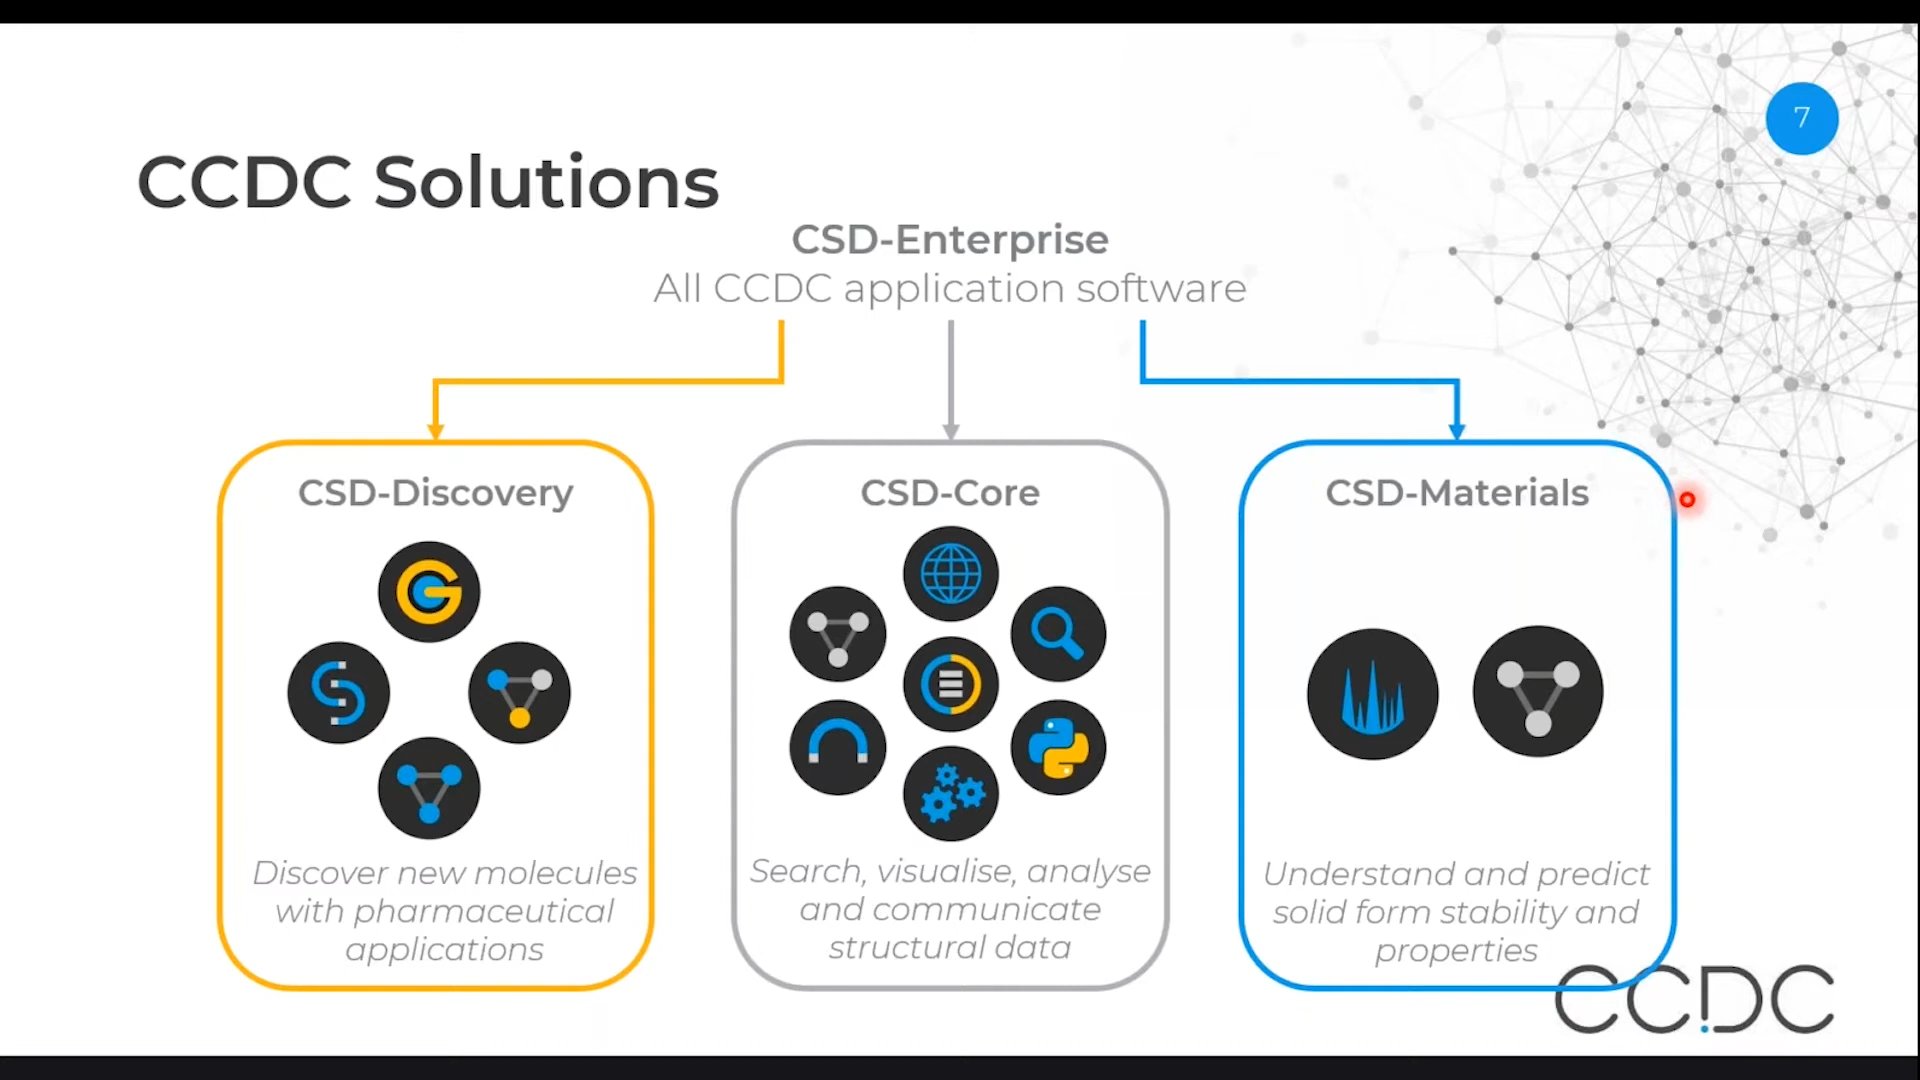 7
CCDC Solutions
CSD-Enterprise
All CCDC application software
CSD-Discovery
Discover new molecules
with pharmaceutical
applications
CSD-Core
Search, visualise, analyse
and communicate
structural data
CSD-Materials
Understand and predict
solid form stability and
properties
CCDC